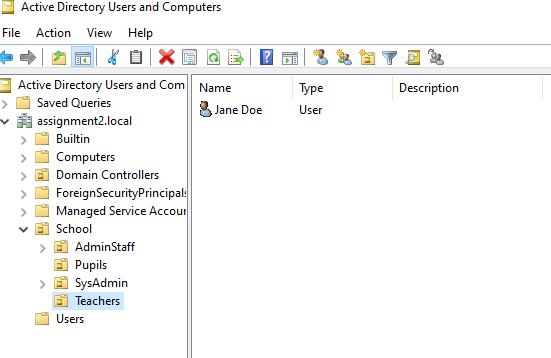 Active Directory Users and Computers
File Action View Help
Active Directory Users and Com
Saved Queries
assignment2.local
Builtin
Computers
Domain Controllers
ForeignSecurityPrincipals
Managed Service Accour
School
AdminStaff
Pupils
SysAdmin
Teachers
Users
Name Type Description
Jane Doe User